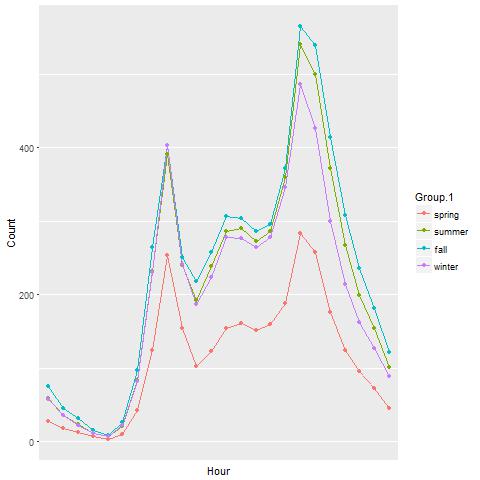 400
200
0
Count
Hour
Group.1
spring
summer
fall
winter